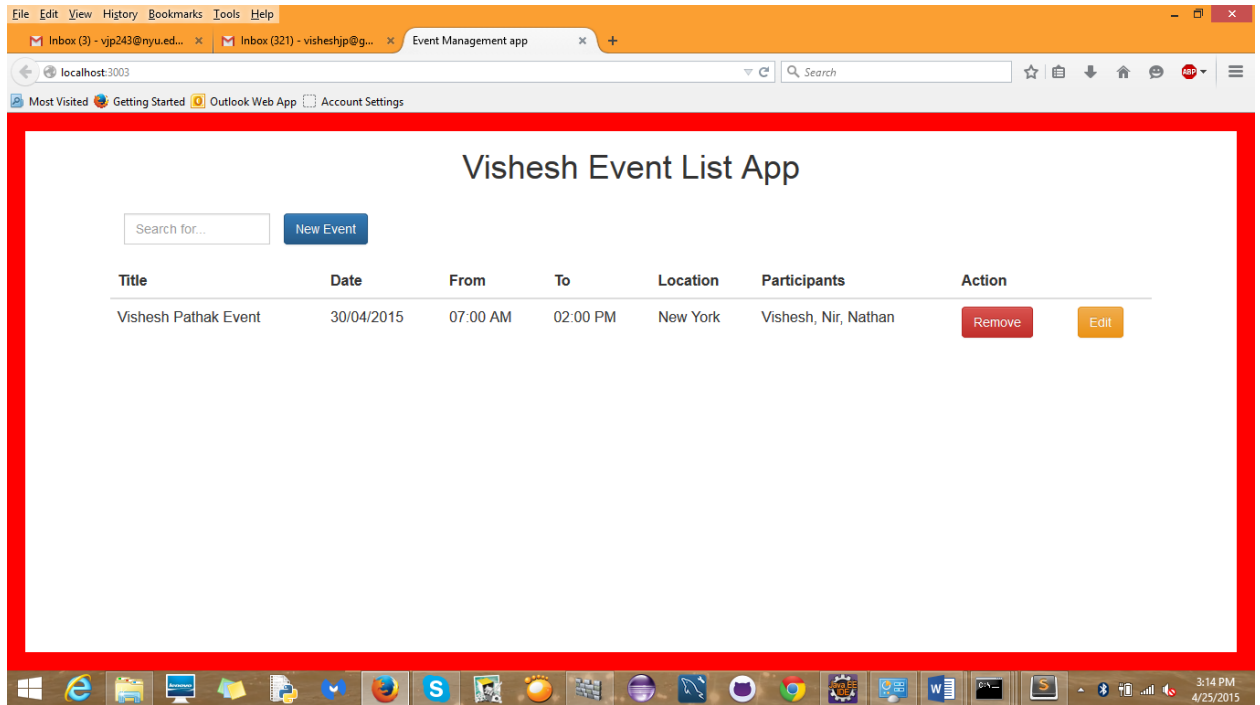 File Edit View History Bookmarks Tools Help
Inbox (3) - vjp243@nyu.ed... × Inbox (321) - visheshjp@g... × Event Management app × +
localhost:3003 Search ABP
Most Visited Getting Started Outlook Web App Account Settings
Vishesh Event List App
Search for... New Event
Title Date From To Location Participants Action
Vishesh Pathak Event 30/04/2015 07:00 AM 02:00 PM New York Vishesh, Nir, Nathan Remove Edit
3:14 PM
4/25/2015